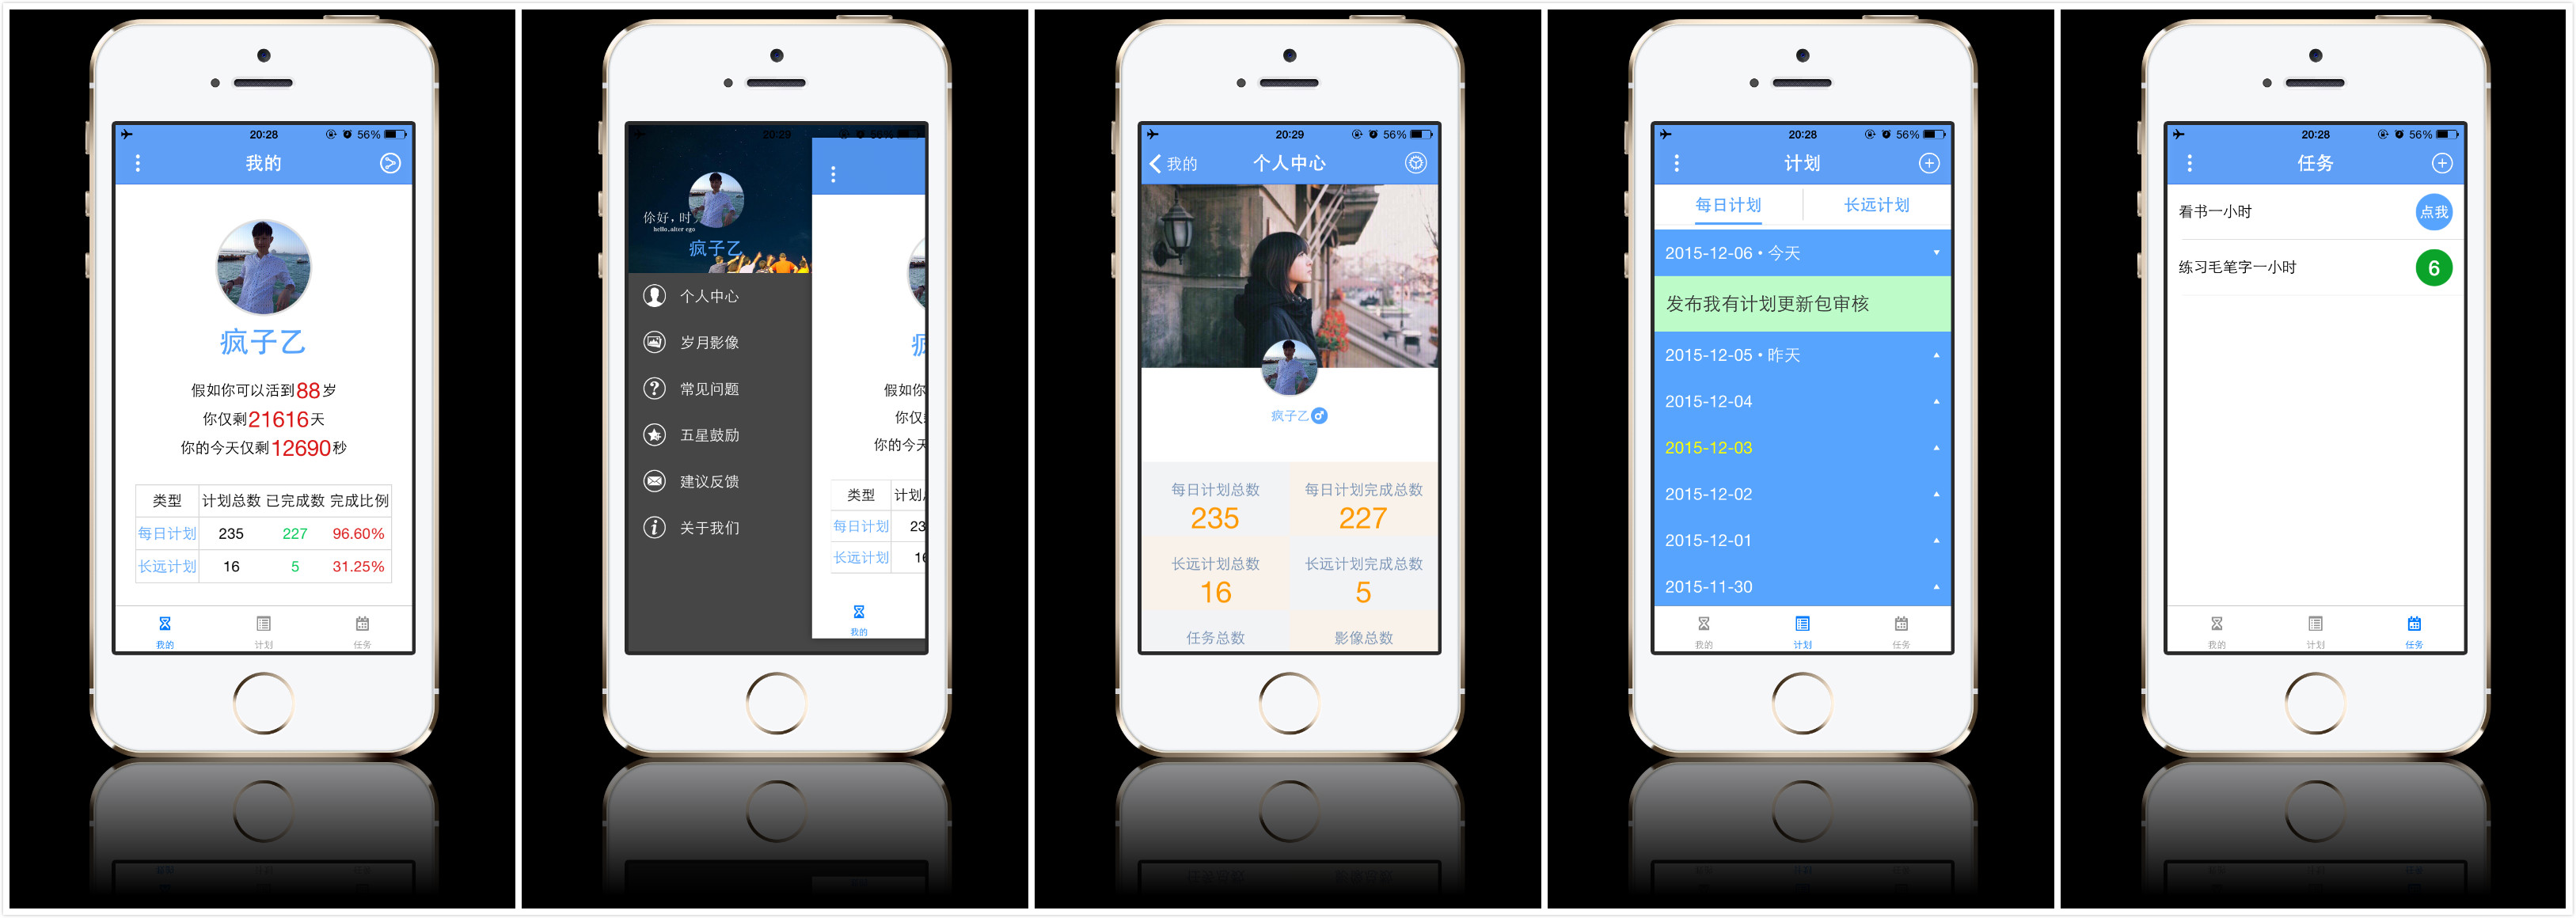 20:28
56%
我的
疯子乙
假如你可以活到88岁
你仅剩21616天
你的今天仅剩12690秒
类型 计划总数 已完成数 完成比例
每日计划 235 227 96.60%
长远计划 16 5 31.25%
我的 计划 任务
20:29
56%
你好,时
hello,alter ego
疯子乙
个人中心
岁月影像
常见问题
五星鼓励
建议反馈
关于我们
假如你
你仅
你的今天
类型
每日计划 23
长远计划
我的
20:29
56%
我的 个人中心
疯子乙
每日计划总数 每日计划完成总数
235 227
长远计划总数 长远计划完成总数
16 5
任务总数 影像总数
20:28
56%
计划
每日计划 长远计划
2015-12-06 • 今天
发布我有计划更新包审核
2015-12-05 • 昨天
2015-12-04
2015-12-03
2015-12-02
2015-12-01
2015-11-30
我的 计划 任务
20:28
56%
任务
看书一小时 点我
练习毛笔字一小时 6
我的 计划 任务